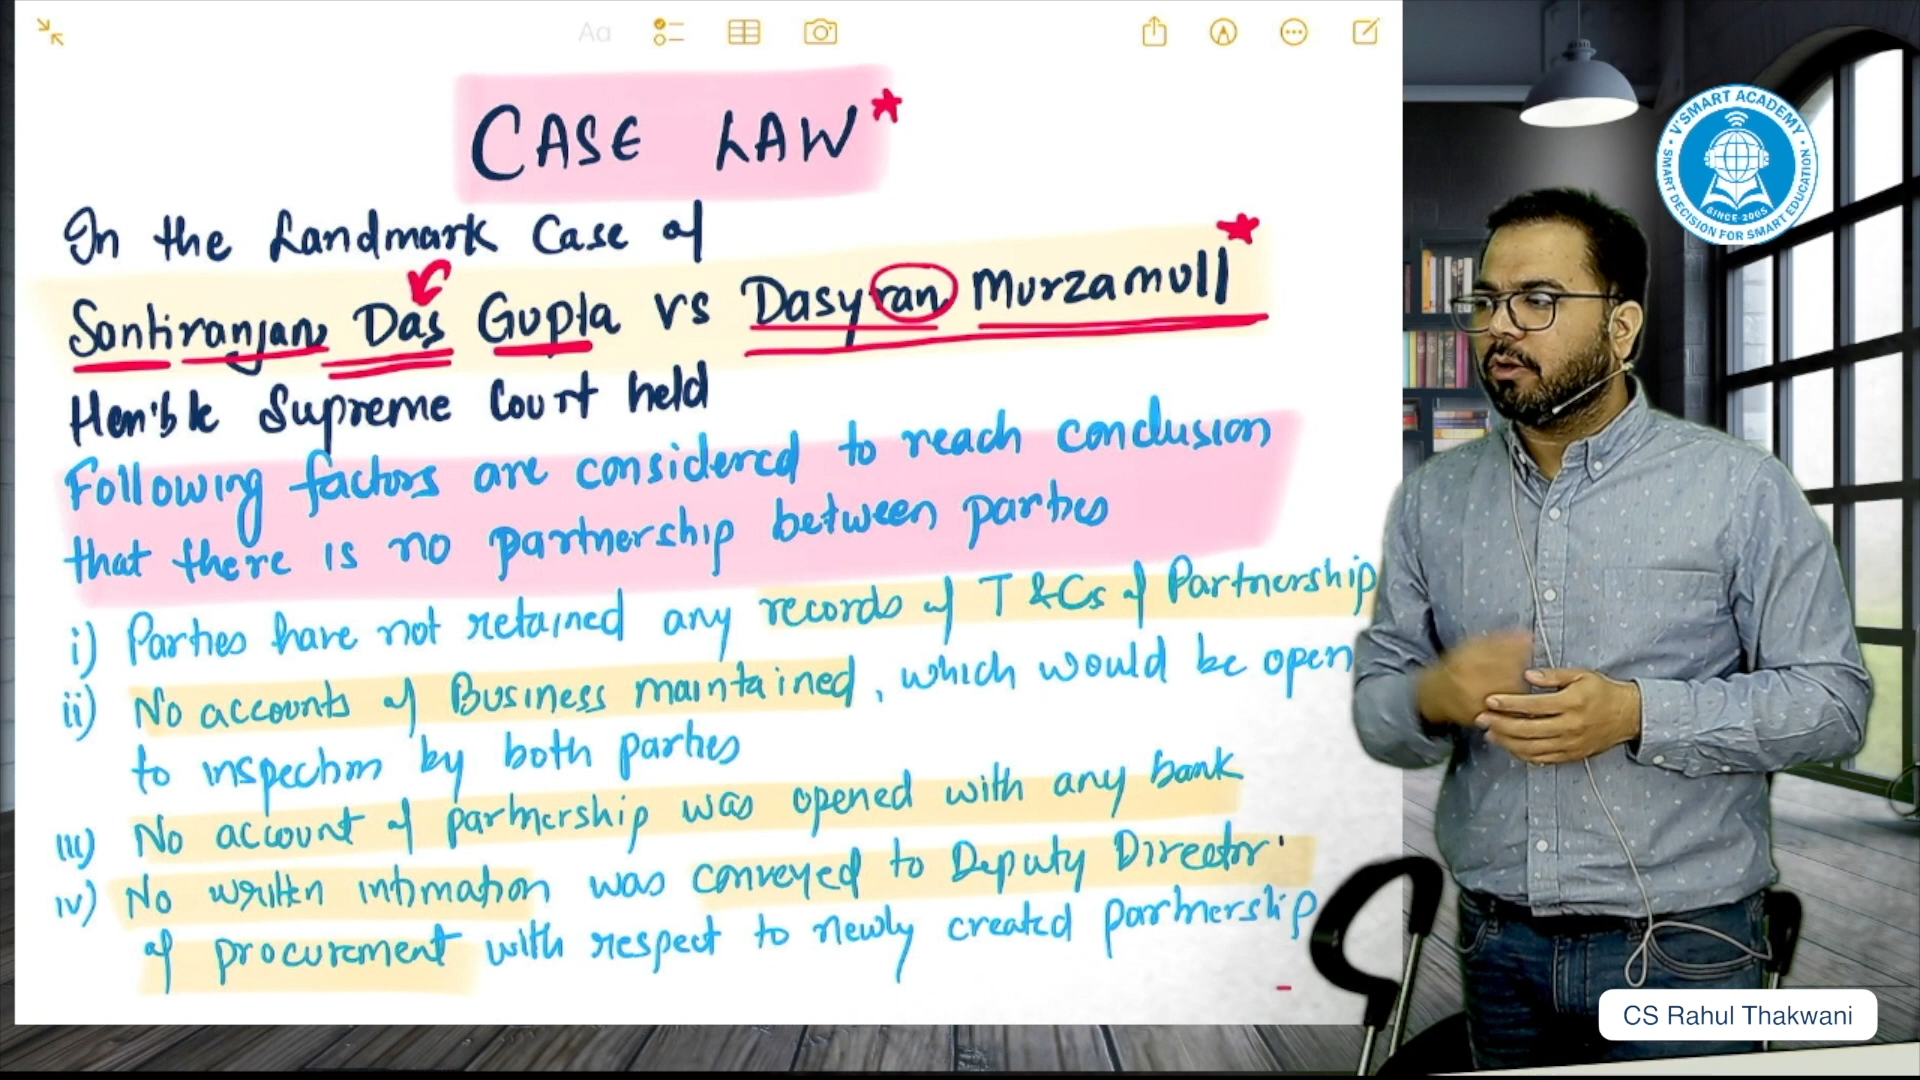 Aa
CASE LAW
In the Landmark Case of
Santiranjan Das Gupta vs Dasyran Murzamull
Hon'ble Supreme Court held
Following factors are considered to reach conclusion
that there is no partnership between parties
i) Parties have not retained any records of T&Cs of Partnership
ii) No accounts of Business maintained, which would be open
to inspection by both parties
iii) No account of partnership was opened with any bank
iv) No written intimation was conveyed to Deputy Director
of procurement with respect to newly created partnership
V'SMART ACADEMY
SINCE-2005
SMART DECISION FOR SMART EDUCATION
CS Rahul Thakwani